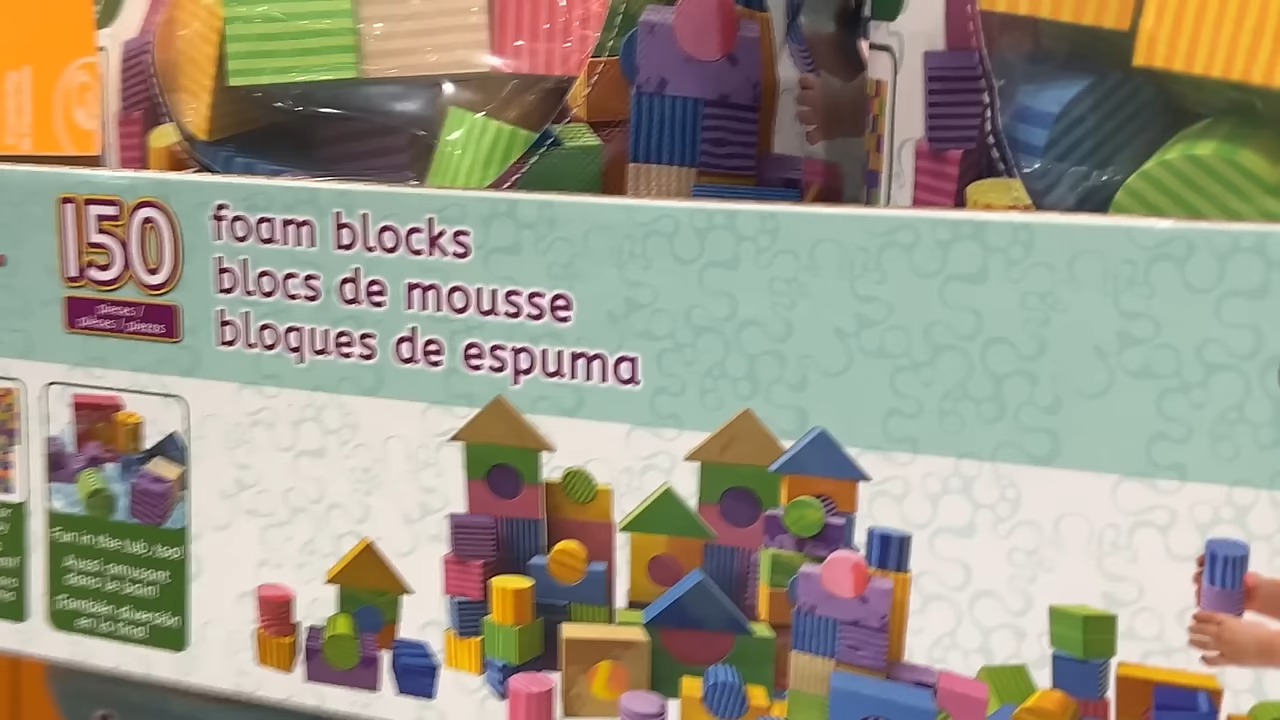 150
pieces /
pièces / piezas
foam blocks
blocs de mousse
bloques de espuma
Fun in the tub, too!
¡Aussi amusant
dans le bain!
¡También diversión
en la tina!